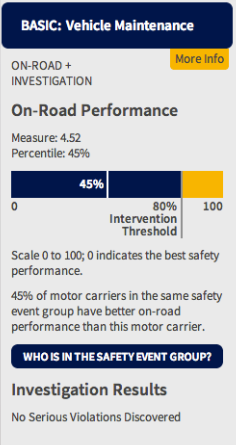 BASIC: Vehicle Maintenance
More Info
ON-ROAD +
INVESTIGATION
On-Road Performance
Measure: 4.52
Percentile: 45%
45%
0 80% 100
Intervention
Threshold
Scale 0 to 100; 0 indicates the best safety
performance.
45% of motor carriers in the same safety
event group have better on-road
performance than this motor carrier.
WHO IS IN THE SAFETY EVENT GROUP?
Investigation Results
No Serious Violations Discovered